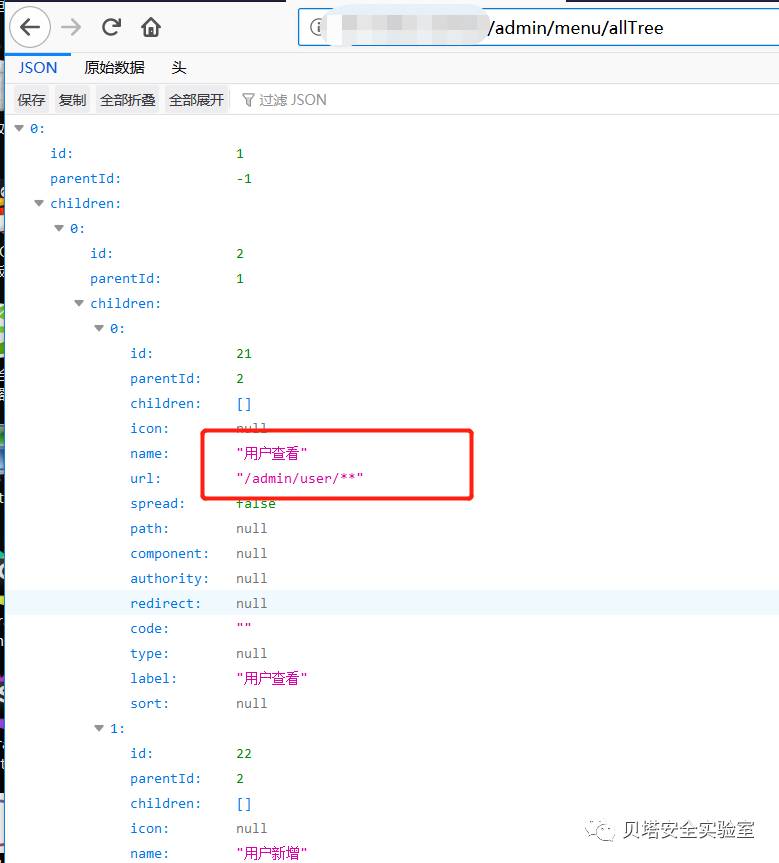 /admin/menu/allTree
JSON 原始数据 头
保存 复制 全部折叠 全部展开 过滤 JSON
0:
id: 1
parentId: -1
children:
0:
id: 2
parentId: 1
children:
0:
id: 21
parentId: 2
children: []
icon: null
name: "用户查看"
url: "/admin/user/**"
spread: false
path: null
component: null
authority: null
redirect: null
code: ""
type: null
label: "用户查看"
sort: null
1:
id: 22
parentId: 2
children: []
icon: null
name: "用户新增"
贝塔安全实验室